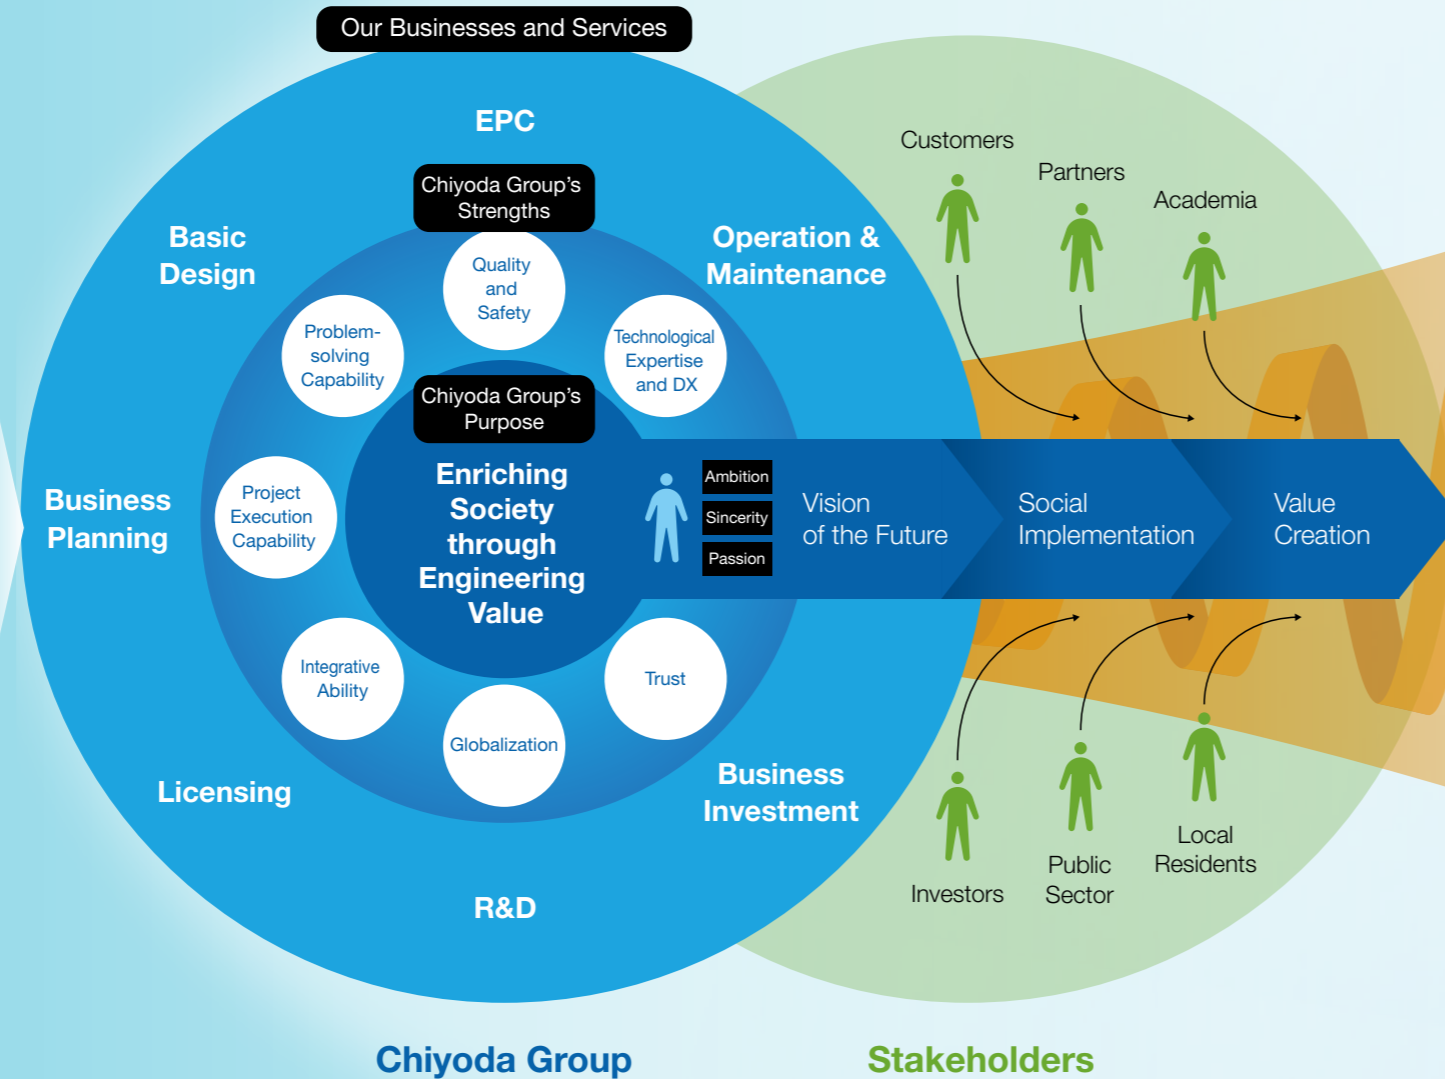 Our Businesses and Services
EPC
Chiyoda Group's
Strengths
Basic
Design
Operation &
Maintenance
Quality
and
Safety
Problem-
solving
Capability
Technological
Expertise
and DX
Business
Planning
Project
Execution
Capability
Chiyoda Group's
Purpose
Enriching
Society
through
Engineering
Value
Ambition
Sincerity
Passion
Vision
of the Future
Social
Implementation
Value
Creation
Integrative
Ability
Trust
Globalization
Licensing
Business
Investment
R&D
Customers
Partners
Academia
Investors
Public
Sector
Local
Residents
Chiyoda Group
Stakeholders